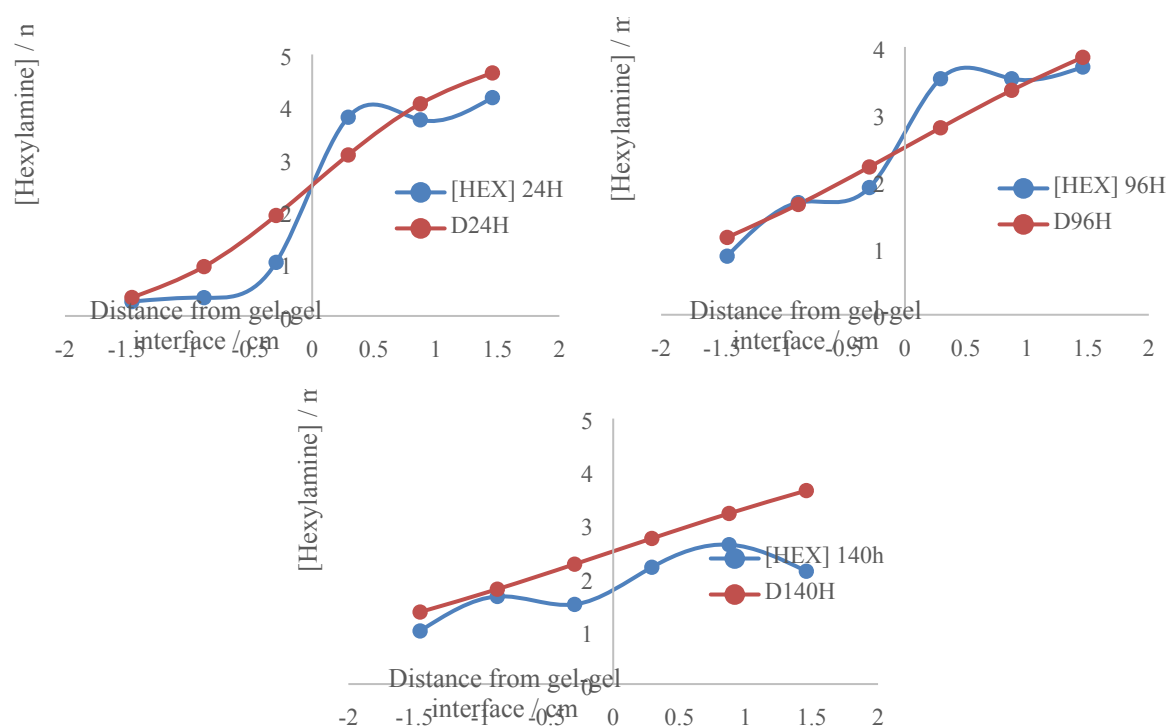 [Hexylamine] / n
5
4
3
2
1
0
[HEX] 24H
D24H
Distance from gel-gel
interface / cm
-2 -1.5 -1 -0.5 0 0.5 1 1.5 2
[Hexylamine] / m
4
3
2
1
0
[HEX] 96H
D96H
Distance from gel-gel
interface / cm
-2 -1.5 -1 -0.5 0 0.5 1 1.5 2
[Hexylamine] / n
5
4
3
2
1
0
[HEX] 140h
D140H
Distance from gel-gel
interface / cm
-2 -1.5 -1 -0.5 0 0.5 1 1.5 2